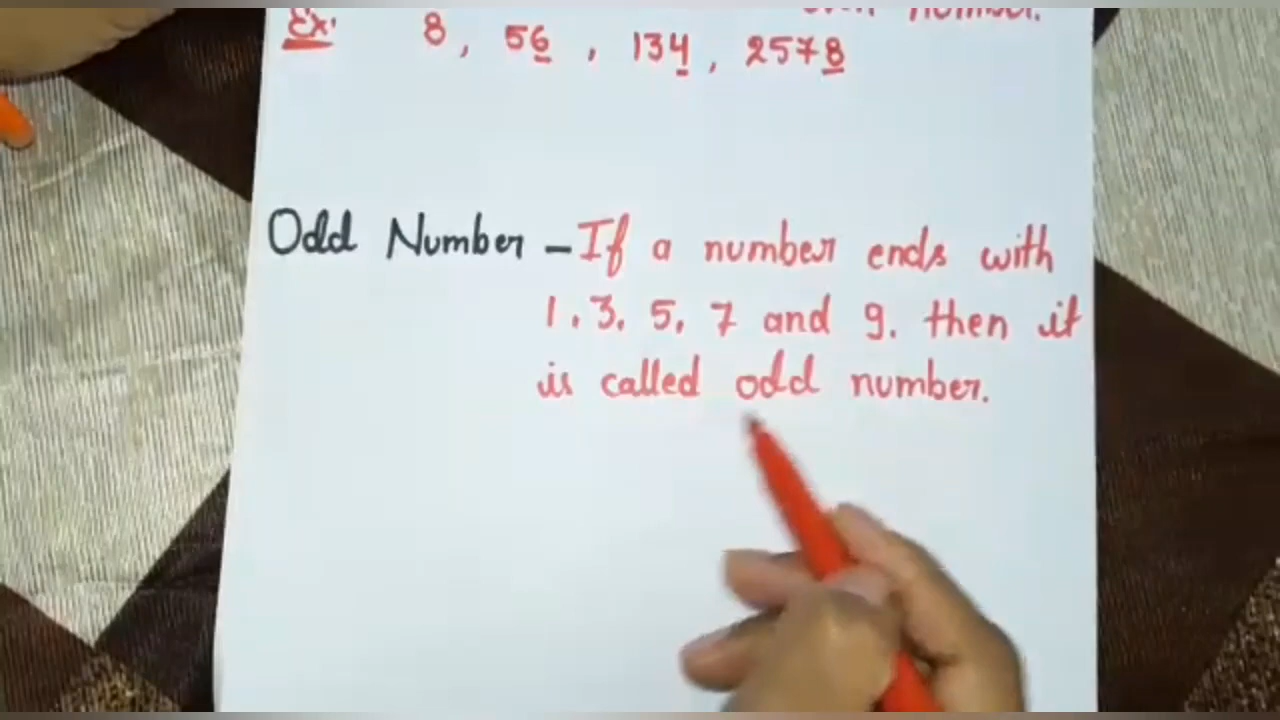 number.
Ex. 8, 56, 134, 2578
Odd Number - If a number ends with
1, 3, 5, 7 and 9. then it
is called odd number.